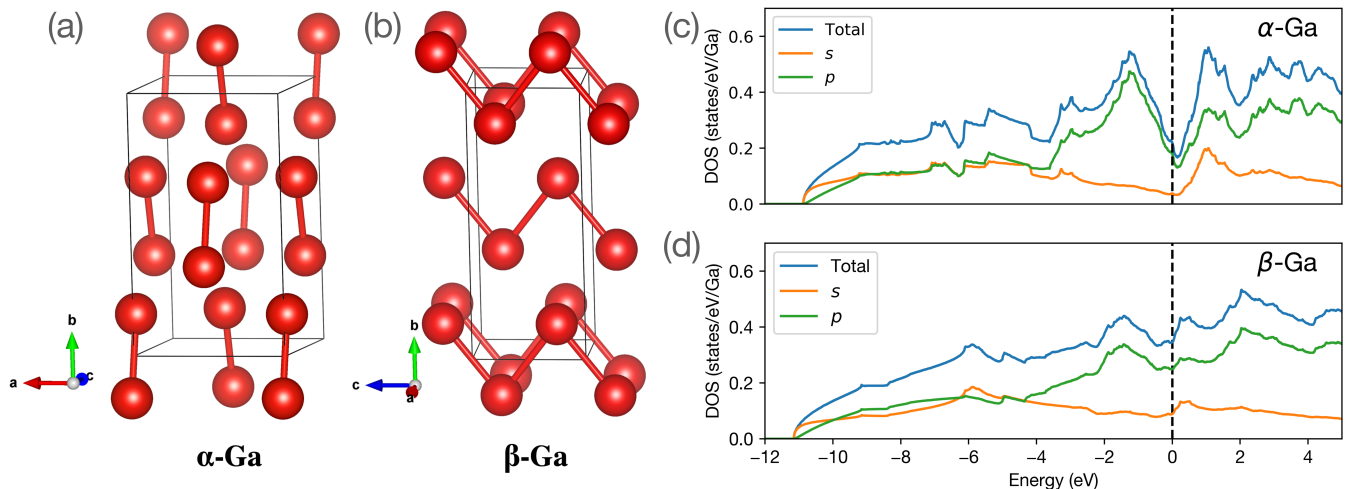 (a)
b
a
c
α-Ga
(b)
b
c
a
β-Ga
(c)
α-Ga
Total
s
p
DOS (states/eV/Ga)
0.6
0.4
0.2
0.0
(d)
β-Ga
Total
s
p
DOS (states/eV/Ga)
0.6
0.4
0.2
0.0
−12 −10 −8 −6 −4 −2 0 2 4
Energy (eV)